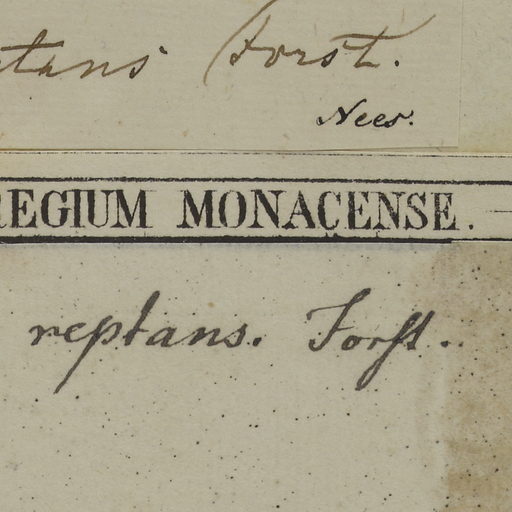 tans Forst.
Nees.
REGIUM MONACENSE.
reptans. Forst.